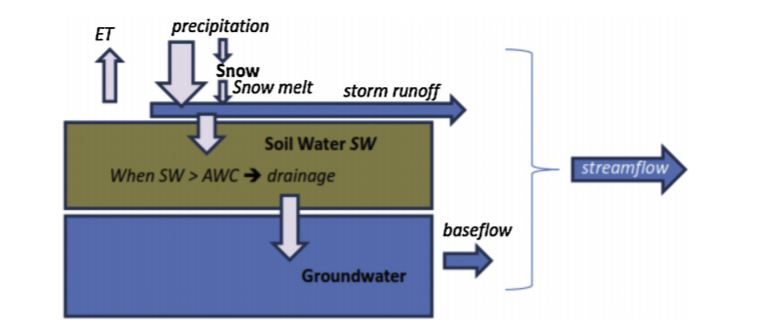 ET
precipitation
Snow
Snow melt
storm runoff
Soil Water SW
When SW > AWC ➔ drainage
streamflow
baseflow
Groundwater